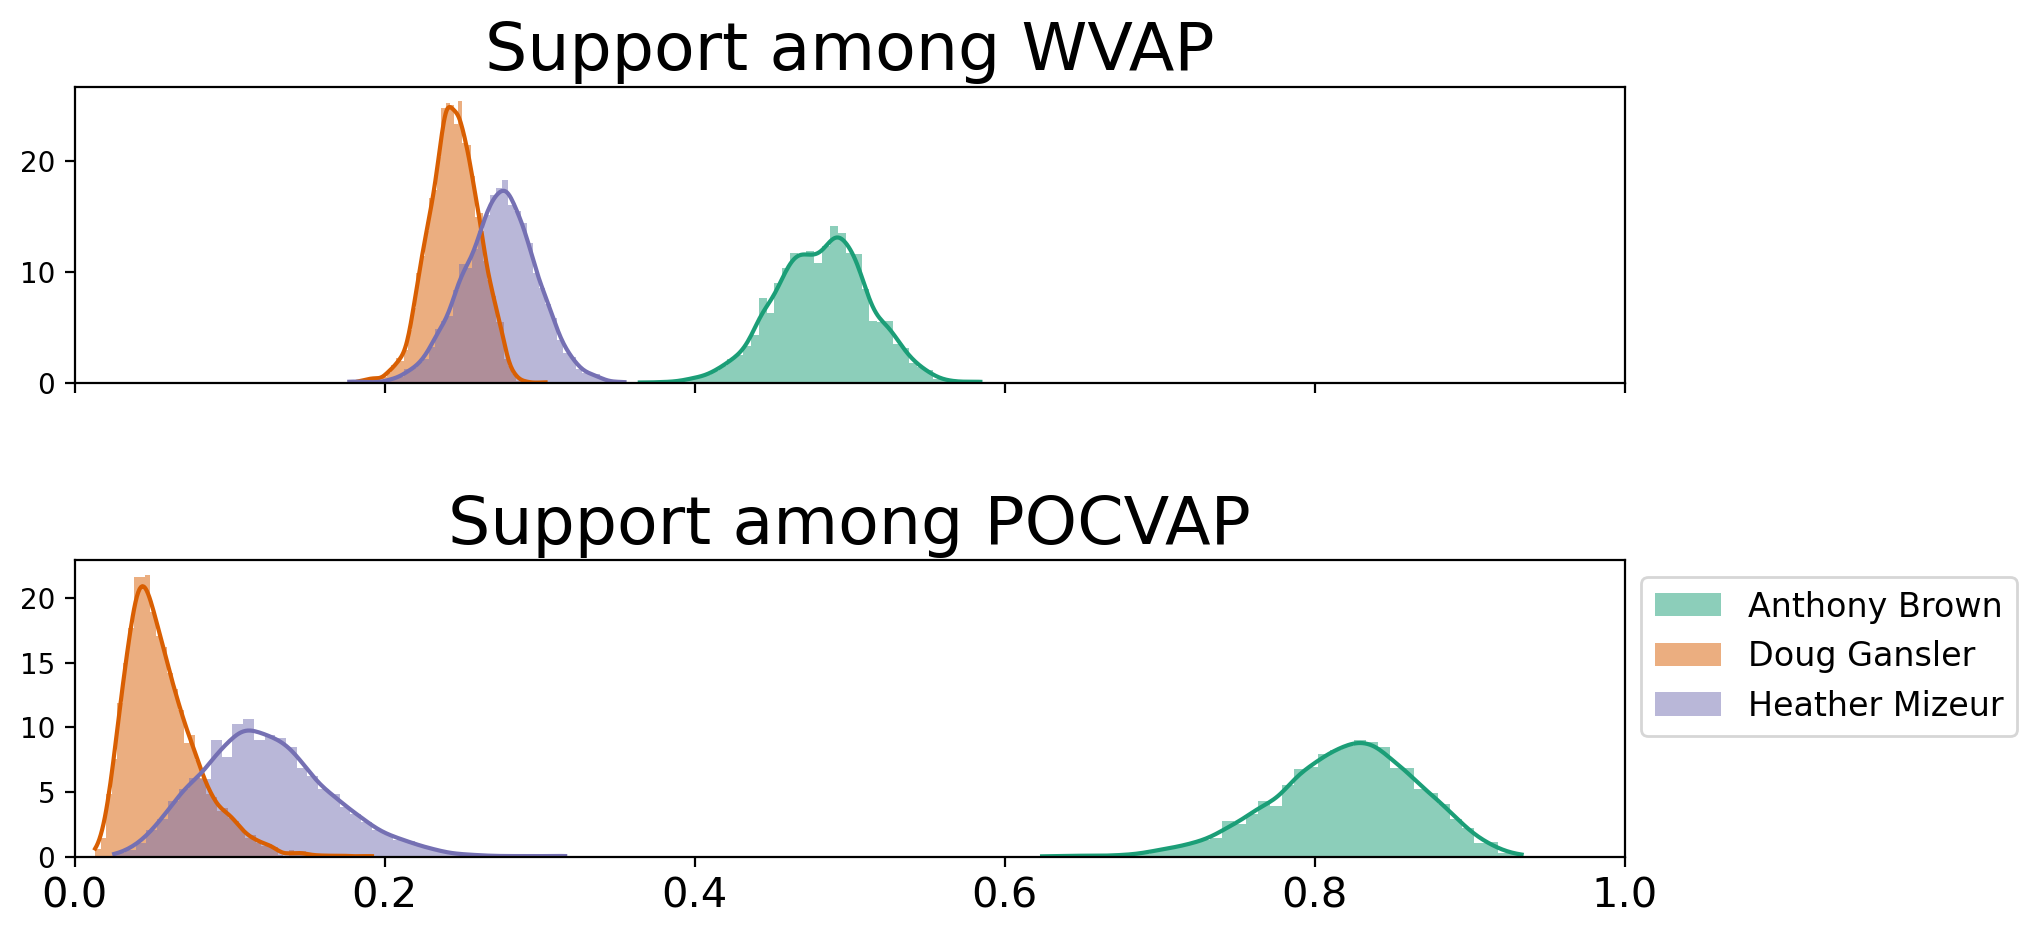 Support among WVAP
20
10
0
Support among POCVAP
20
15
10
5
0
0.0 0.2 0.4 0.6 0.8 1.0
Anthony Brown
Doug Gansler
Heather Mizeur